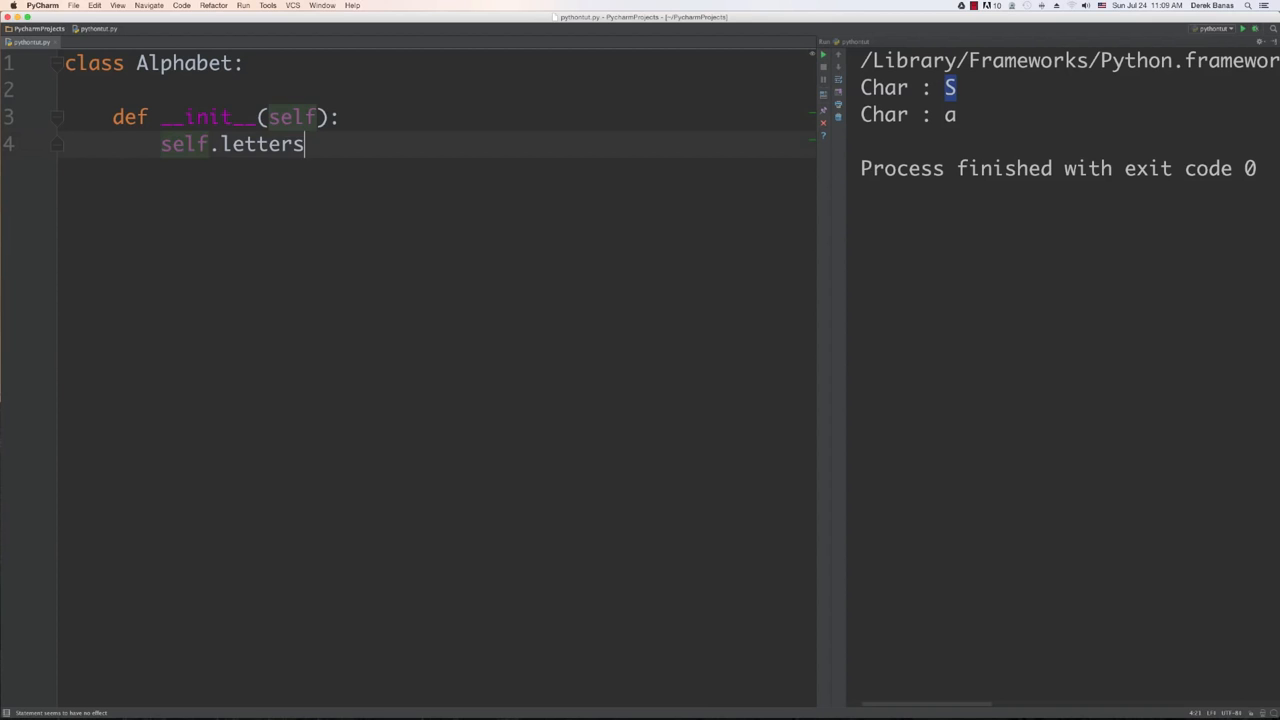 PyCharm File Edit View Navigate Code Refactor Run Tools VCS Window Help
10 Sun Jul 24 11:09 AM Derek Banas
pythontut.py - PyCharmProjects - [~/PycharmProjects]
PycharmProjects pythontut.py
pythontut
pythontut.py
Run: pythontut
1 class Alphabet:
2
3 def __init__(self):
4 self.letters
/Library/Frameworks/Python.framewor
Char : S
Char : a
Process finished with exit code 0
Statement seems to have no effect
4:21 LF‡ UTF-8‡